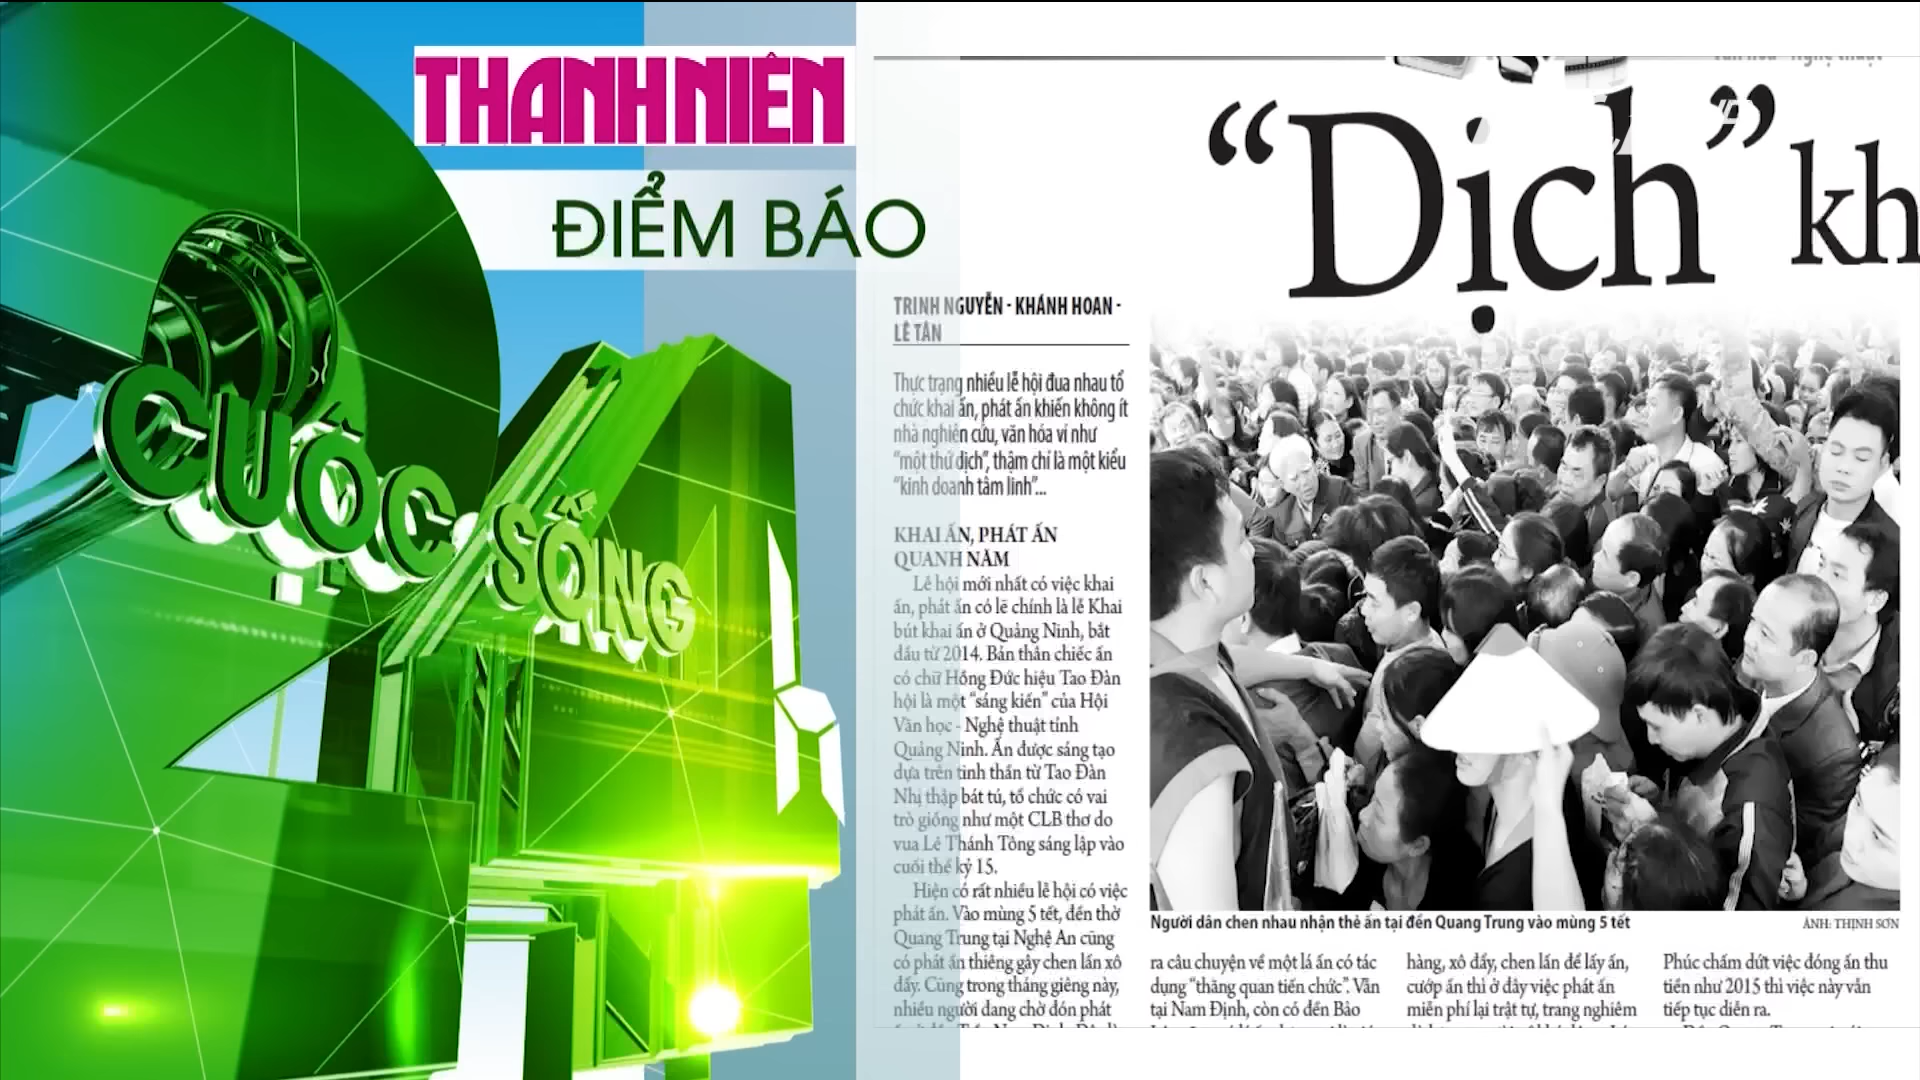 THANH NIÊN
ĐIỂM BÁO
CUỘC SỐNG
24h
“Dịch” kh
TRINH NGUYỄN - KHÁNH HOAN -
LÊ TÂN
Thực trạng nhiều lễ hội đua nhau tổ
chức khai ấn, phát ấn khiến không ít
nhà nghiên cứu, văn hóa ví như
“một thứ dịch”, thậm chí là một kiểu
“kinh doanh tâm linh”...
KHAI ẤN, PHÁT ẤN
QUANH NĂM
Lễ hội mới nhất có việc khai
ấn, phát ấn có lẽ chính là lễ Khai
bút khai ấn ở Quảng Ninh, bắt
đầu từ 2014. Bản thân chiếc ấn
có chữ Hồng Đức hiệu Tao Đàn
hội là một “sáng kiến” của Hội
Văn học - Nghệ thuật tỉnh
Quảng Ninh. Ấn được sáng tạo
dựa trên tinh thần từ Tao Đàn
Nhị thập bát tú, tổ chức có vai
trò giống như một CLB thơ do
vua Lê Thánh Tông sáng lập vào
cuối thế kỷ 15.
Hiện có rất nhiều lễ hội có việc
phát ấn. Vào mùng 5 tết, đền thờ
Quang Trung tại Nghệ An cũng
có phát ấn thiêng gây chen lấn xô
đẩy. Cũng trong tháng giêng này,
nhiều người đang chờ đón phát
Người dân chen nhau nhận thẻ ấn tại đền Quang Trung vào mùng 5 tết
ẢNH: THỊNH SƠN
ra câu chuyện về một lá ấn có tác
dụng “thăng quan tiến chức”. Vẫn
tại Nam Định, còn có đền Bảo
hàng, xô đẩy, chen lấn để lấy ấn,
cướp ấn thì ở đây việc phát ấn
miễn phí lại trật tự, trang nghiêm
Phúc chấm dứt việc đóng ấn thu
tiền như 2015 thì việc này vẫn
tiếp tục diễn ra.